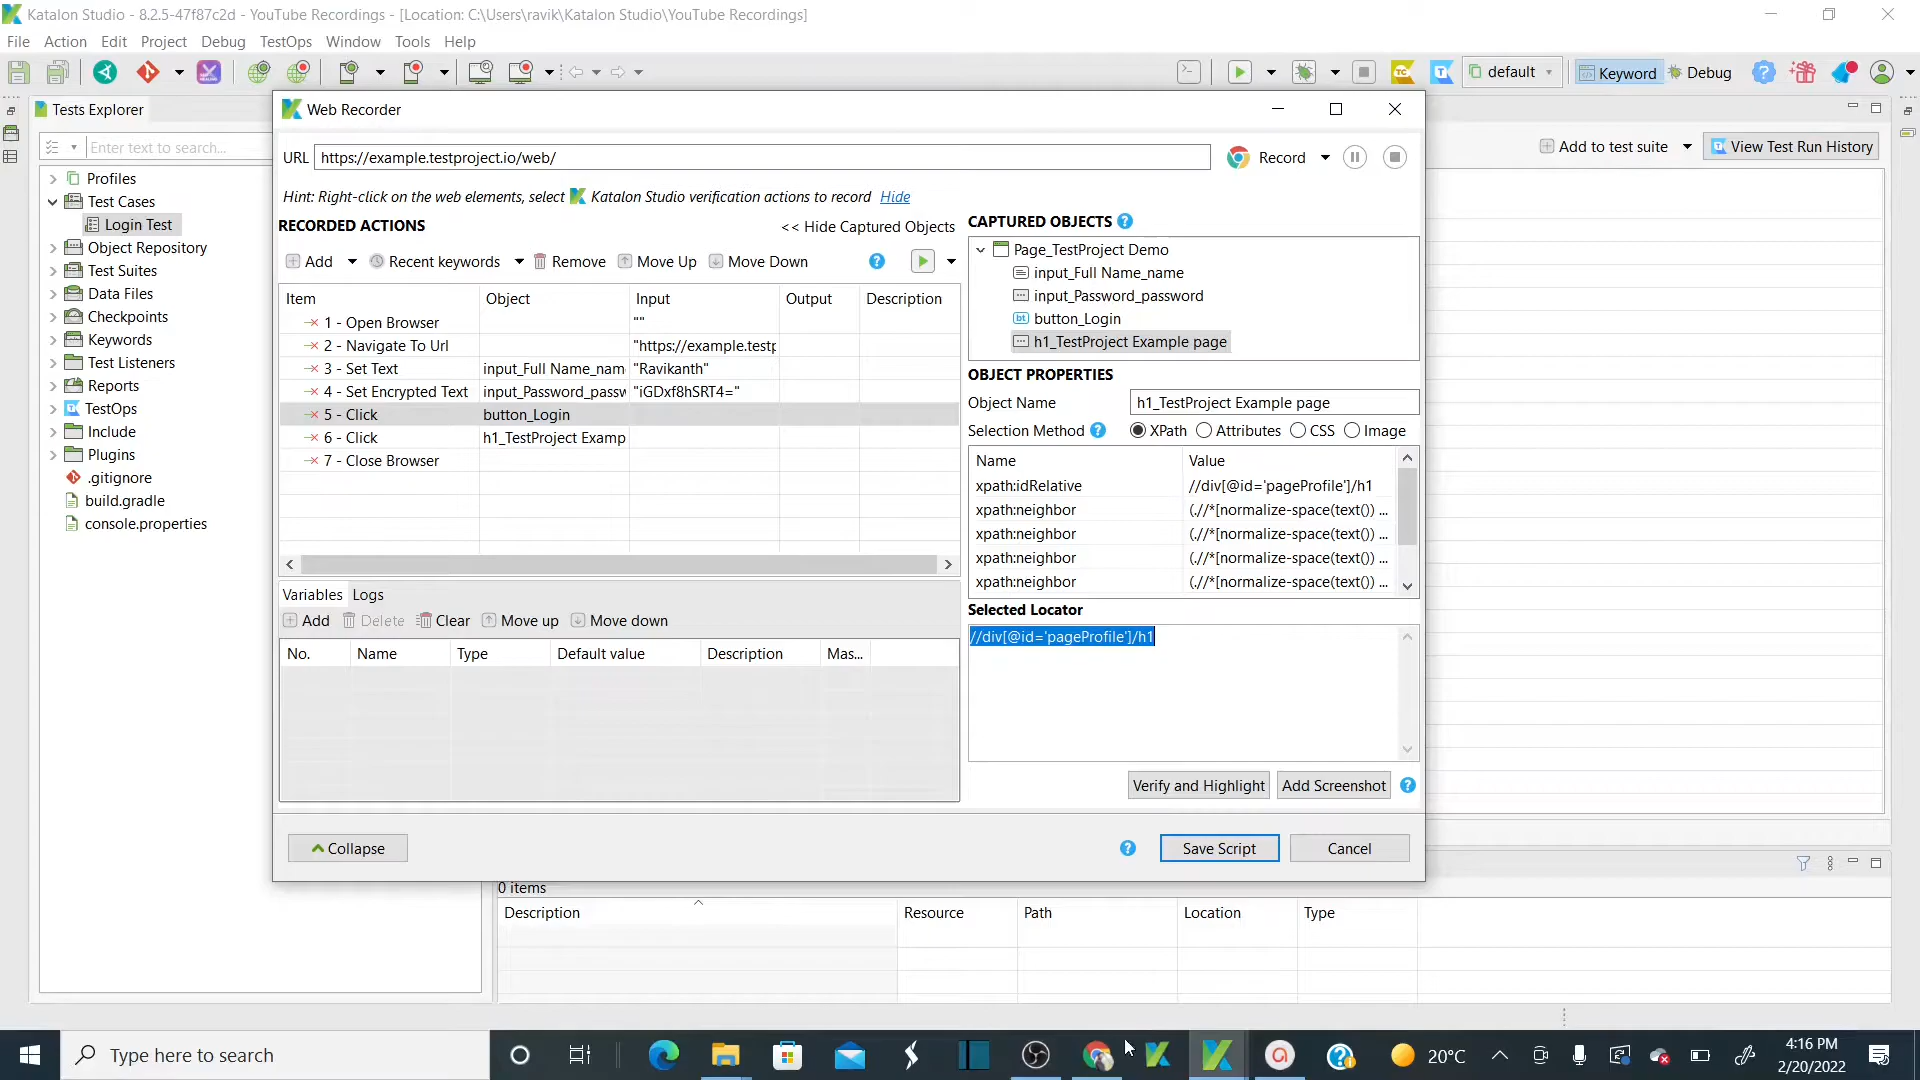 Katalon Studio - 8.2.5-47f87c2d - YouTube Recordings - [Location: C:\Users\ravik\Katalon Studio\YouTube Recordings]
File Action Edit Project Debug TestOps Window Tools Help
default Keyword Debug
Tests Explorer
Enter text to search...
Profiles
Test Cases
Login Test
Object Repository
Test Suites
Data Files
Checkpoints
Keywords
Test Listeners
Reports
TestOps
Include
Plugins
.gitignore
build.gradle
console.properties
Web Recorder
URL https://example.testproject.io/web/ Record
Hint: Right-click on the web elements, select Katalon Studio verification actions to record Hide
RECORDED ACTIONS << Hide Captured Objects
Add Recent keywords Remove Move Up Move Down
Item Object Input Output Description
1 - Open Browser ""
2 - Navigate To Url "https://example.testp
3 - Set Text input_Full Name_nam "Ravikanth"
4 - Set Encrypted Text input_Password_passw "iGDxf8hSRT4="
5 - Click button_Login
6 - Click h1_TestProject Examp
7 - Close Browser
Variables Logs
Add Delete Clear Move up Move down
No. Name Type Default value Description Mas...
CAPTURED OBJECTS
Page_TestProject Demo
input_Full Name_name
input_Password_password
bt button_Login
h1_TestProject Example page
OBJECT PROPERTIES
Object Name h1_TestProject Example page
Selection Method XPath Attributes CSS Image
Name Value
xpath:idRelative //div[@id='pageProfile']/h1
xpath:neighbor (.//*[normalize-space(text()) ...
xpath:neighbor (.//*[normalize-space(text()) ...
xpath:neighbor (.//*[normalize-space(text()) ...
xpath:neighbor (.//*[normalize-space(text()) ...
Selected Locator
//div[@id='pageProfile']/h1
Verify and Highlight Add Screenshot
Collapse Save Script Cancel
Add to test suite View Test Run History
0 items
Description Resource Path Location Type
Type here to search
20°C
4:16 PM
2/20/2022